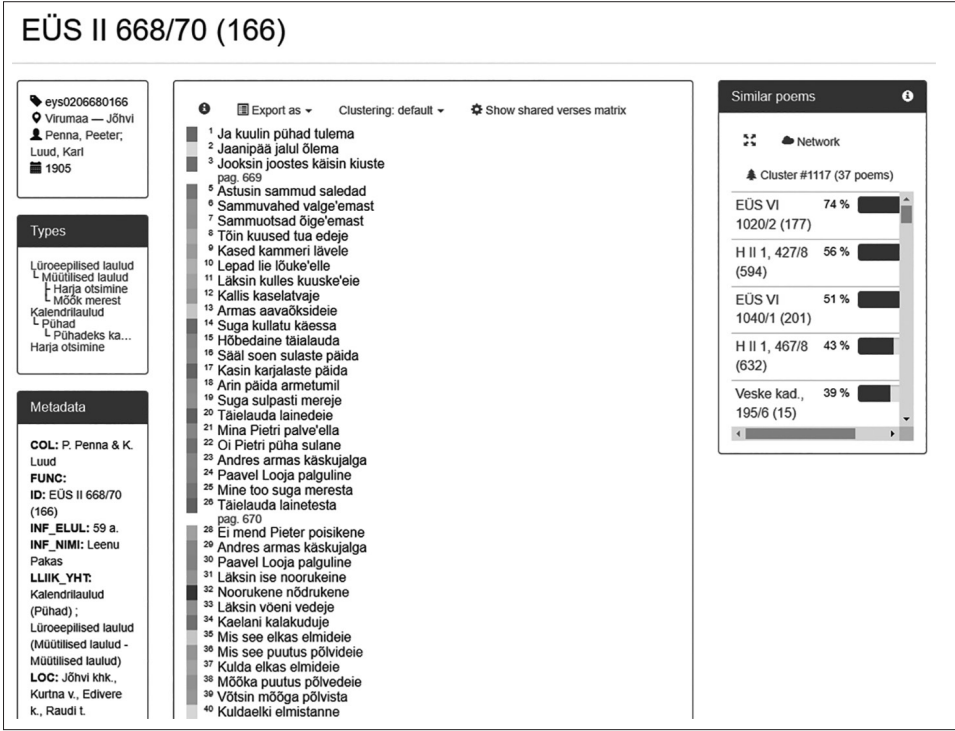 EÜS II 668/70 (166)
eys0206680166
Virumaa — Jõhvi
Penna, Peeter;
Luud, Karl
1905
Types
Lüroeepilised laulud
Müütilised laulud
Harja otsimine
Mõõk merest
Kalendrilaulud
Pühad
Pühadeks ka...
Harja otsimine
Metadata
COL: P. Penna & K.
Luud
FUNC:
ID: EÜS II 668/70
(166)
INF_ELUL: 59 a.
INF_NIMI: Leenu
Pakas
LLIIK_YHT:
Kalendrilaulud
(Pühad) ;
Lüroeepilised laulud
(Müütilised laulud -
Müütilised laulud)
LOC: Jõhvi khk.,
Kurtna v., Edivere
k., Raudi t.
Export as Clustering: default Show shared verses matrix
1 Ja kuulin pühad tulema
2 Jaanipää jalul õlema
3 Jooksin joostes käisin kiuste
pag. 669
5 Astusin sammud saledad
6 Sammuvahed valge'emast
7 Sammuotsad õige'emast
8 Tõin kuused tua edeje
9 Kased kammeri lävele
10 Lepad lie lõuke'elle
11 Läksin kulles kuuske'eie
12 Kallis kaselatvaje
13 Armas aavaõksideie
14 Suga kullatu käessa
15 Hõbedaine täialauda
16 Sääl soen sulaste päida
17 Kasin karjalaste päida
18 Arin päida armetumil
19 Suga sulpasti mereje
20 Täielauda lainedeie
21 Mina Pietri palve'ella
22 Oi Pietri püha sulane
23 Andres armas käskujalga
24 Paavel Looja palguline
25 Mine too suga meresta
26 Täielauda lainetesta
pag. 670
28 Ei mend Pieter poisikene
29 Andres armas käskujalga
30 Paavel Looja palguline
31 Läksin ise noorukeine
32 Noorukene nõdrukene
33 Läksin vöeni vedeje
34 Kaelani kalakuduje
35 Mis see elkas elmideie
36 Mis see puutus põlvideie
37 Kulda elkas elmideie
38 Mõõka puutus põlvedeie
39 Võtsin mõõga põlvista
40 Kuldaelki elmistanne
Similar poems
Network
Cluster #1117 (37 poems)
EÜS VI 74 %
1020/2 (177)
H II 1, 427/8 56 %
(594)
EÜS VI 51 %
1040/1 (201)
H II 1, 467/8 43 %
(632)
Veske kad., 39 %
195/6 (15)